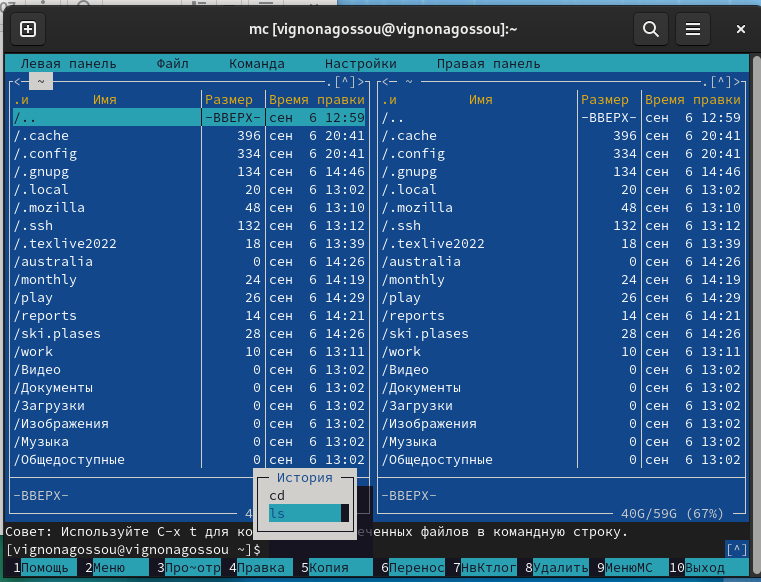 mc [vignonagossou@vignonagossou]:~
Левая панель Файл Команда Настройки Правая панель
<— ~ .[^]> <— ~ .[^]>
.и Имя Размер Время правки .и Имя Размер Время правки
/.. -ВВЕРХ- сен 6 12:59 /.. -ВВЕРХ- сен 6 12:59
/.cache 396 сен 6 20:41 /.cache 396 сен 6 20:41
/.config 334 сен 6 20:41 /.config 334 сен 6 20:41
/.gnupg 134 сен 6 14:46 /.gnupg 134 сен 6 14:46
/.local 20 сен 6 13:02 /.local 20 сен 6 13:02
/.mozilla 48 сен 6 13:10 /.mozilla 48 сен 6 13:10
/.ssh 132 сен 6 13:12 /.ssh 132 сен 6 13:12
/.texlive2022 18 сен 6 13:39 /.texlive2022 18 сен 6 13:39
/australia 0 сен 6 14:26 /australia 0 сен 6 14:26
/monthly 24 сен 6 14:19 /monthly 24 сен 6 14:19
/play 26 сен 6 14:29 /play 26 сен 6 14:29
/reports 14 сен 6 14:21 /reports 14 сен 6 14:21
/ski.plases 28 сен 6 14:26 /ski.plases 28 сен 6 14:26
/work 10 сен 6 13:11 /work 10 сен 6 13:11
/Видео 0 сен 6 13:02 /Видео 0 сен 6 13:02
/Документы 0 сен 6 13:02 /Документы 0 сен 6 13:02
/Загрузки 0 сен 6 13:02 /Загрузки 0 сен 6 13:02
/Изображения 0 сен 6 13:02 /Изображения 0 сен 6 13:02
/Музыка 0 сен 6 13:02 /Музыка 0 сен 6 13:02
/Общедоступные 0 сен 6 13:02 /Общедоступные 0 сен 6 13:02
История
-ВВЕРХ- cd -ВВЕРХ-
4 ls 40G/59G (67%)
Совет: Используйте C-x t для ко ченных файлов в командную строку.
[vignonagossou@vignonagossou ~]$ [^]
1Помощь 2Меню 3Про~отр 4Правка 5Копия 6Перенос 7НвКтлог 8Удалить 9МенюМС 10Выход